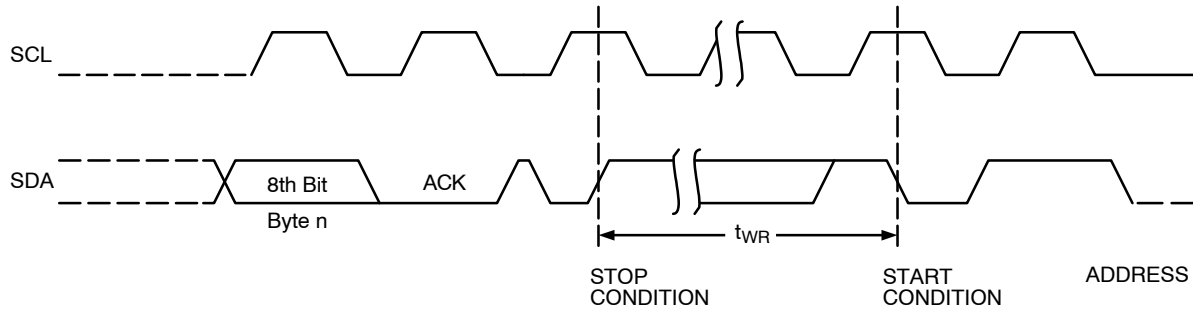 SCL
SDA
8th Bit
ACK
Byte n
tWR
STOP
CONDITION
START
CONDITION
ADDRESS